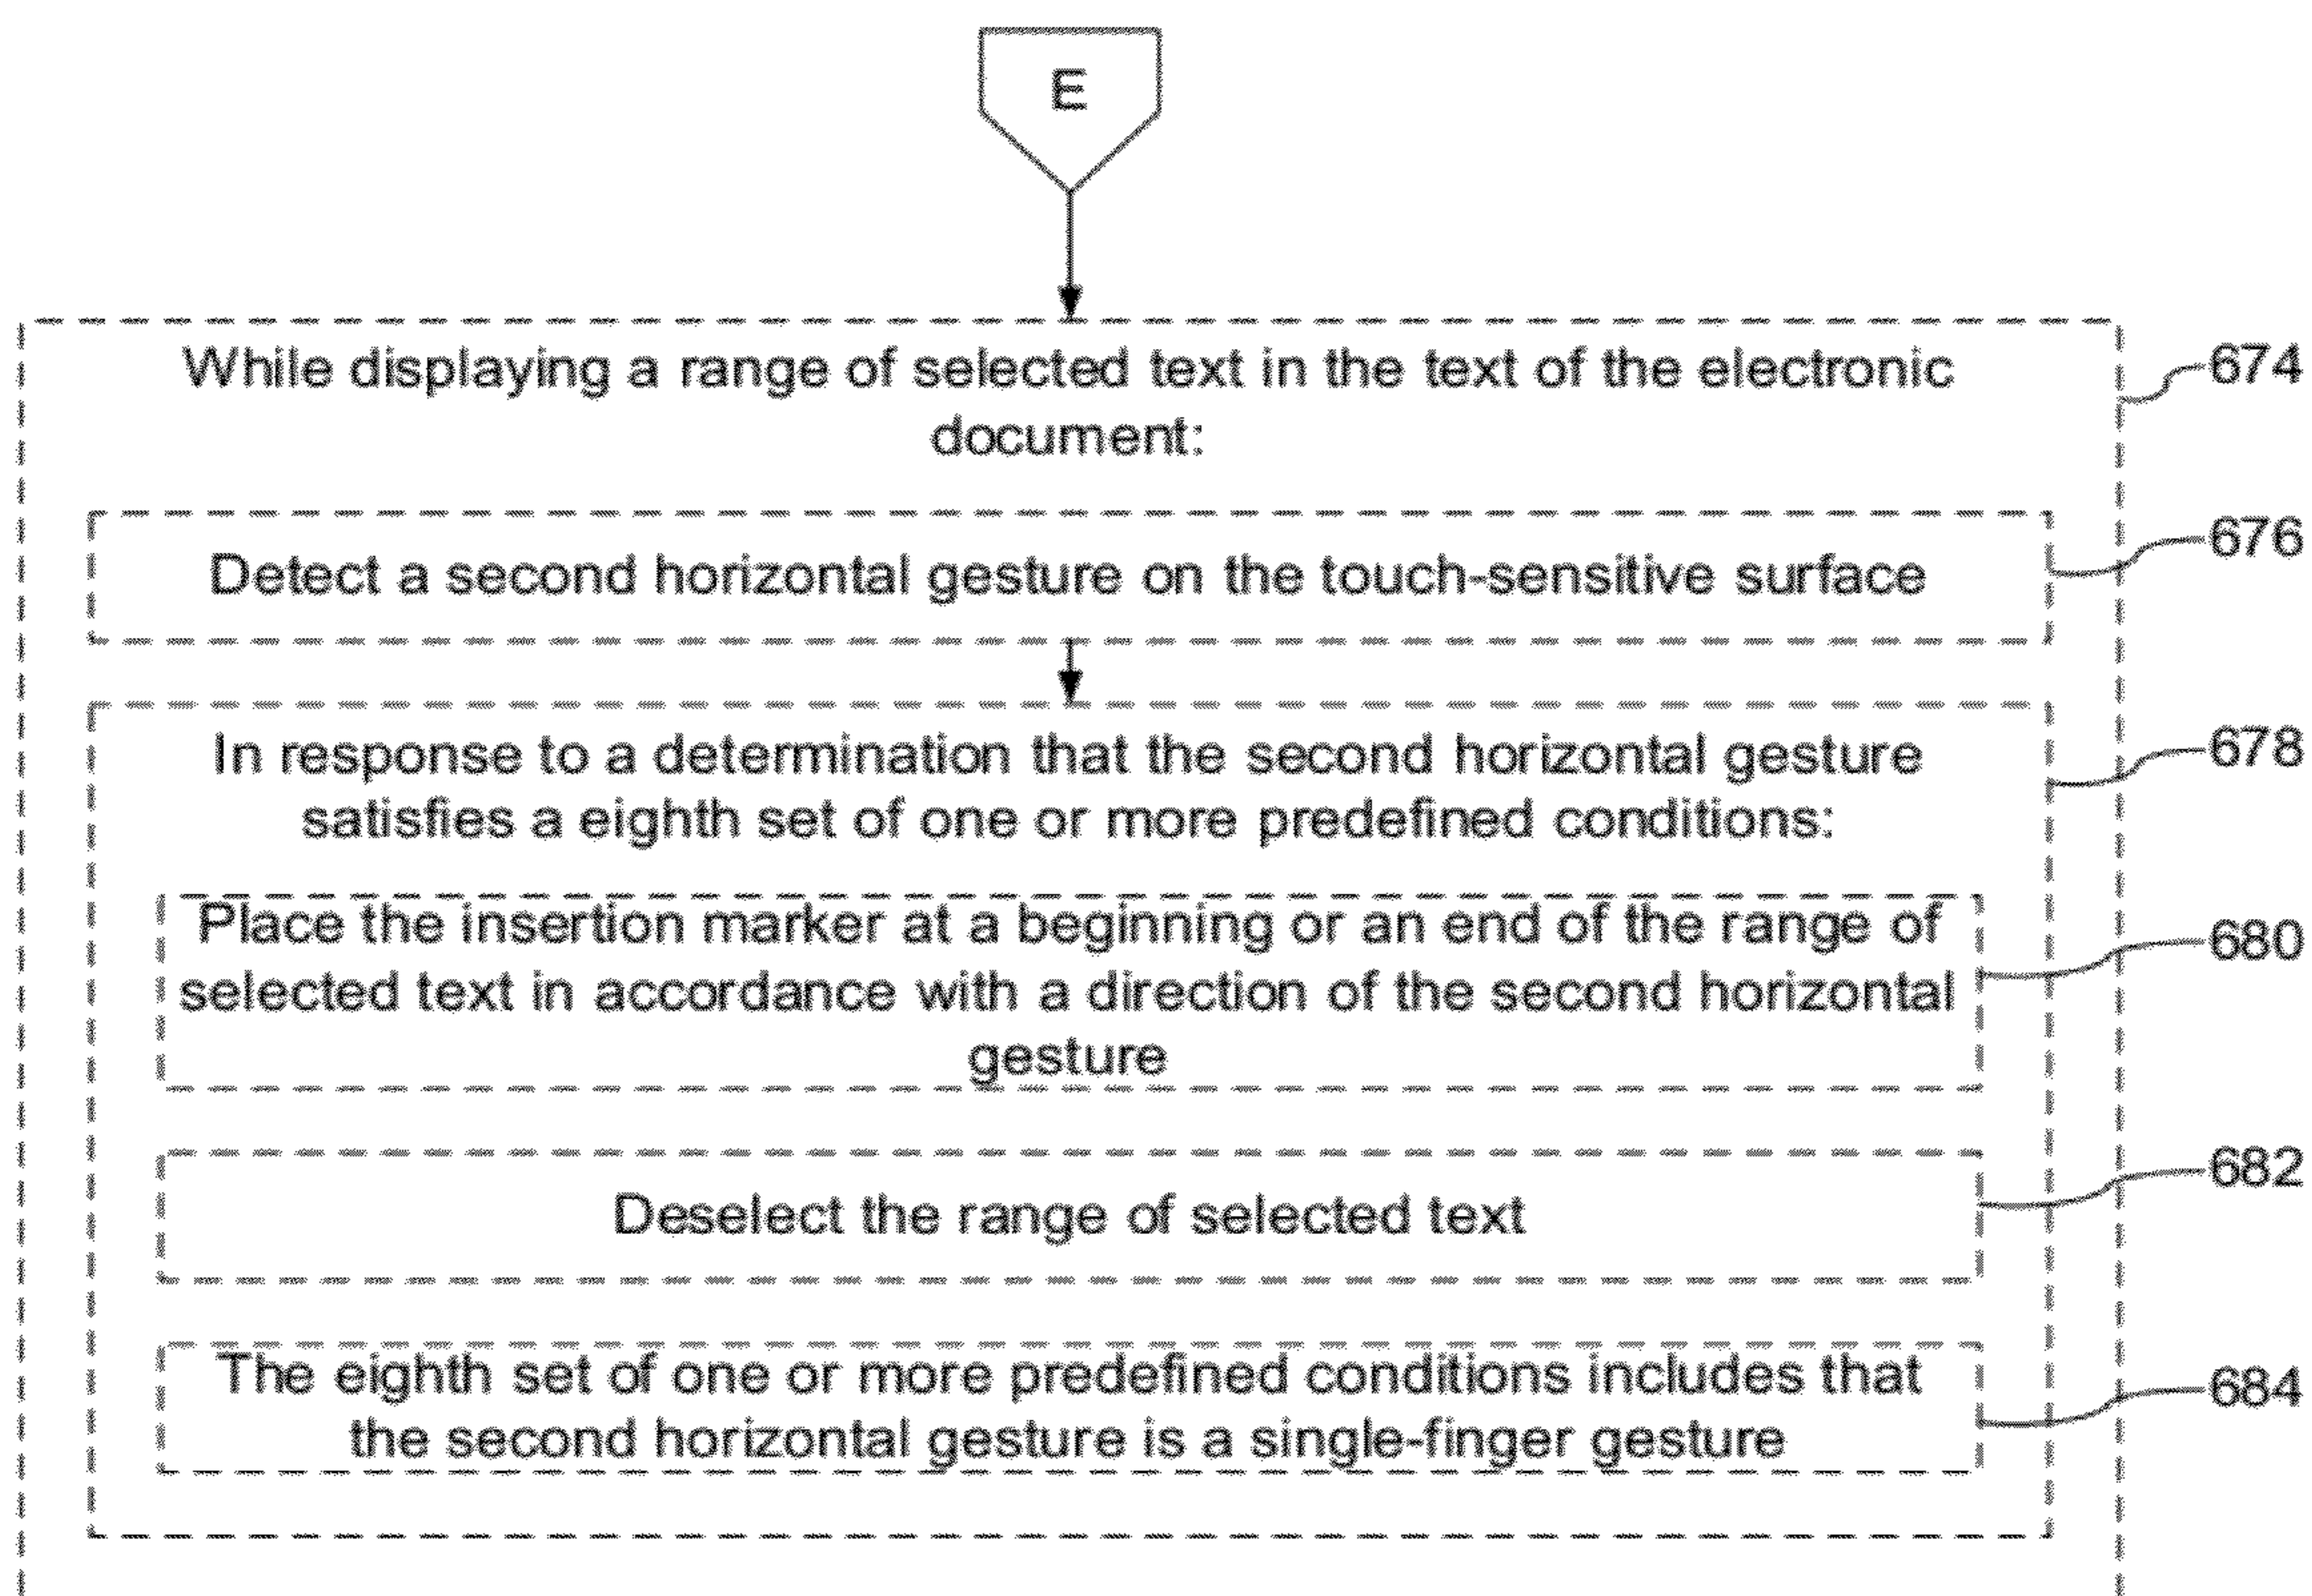 E
While displaying a range of selected text in the text of the electronic
document:
674
Detect a second horizontal gesture on the touch-sensitive surface
676
In response to a determination that the second horizontal gesture
satisfies a eighth set of one or more predefined conditions:
678
Place the insertion marker at a beginning or an end of the range of
selected text in accordance with a direction of the second horizontal
gesture
680
Deselect the range of selected text
682
The eighth set of one or more predefined conditions includes that
the second horizontal gesture is a single-finger gesture
684